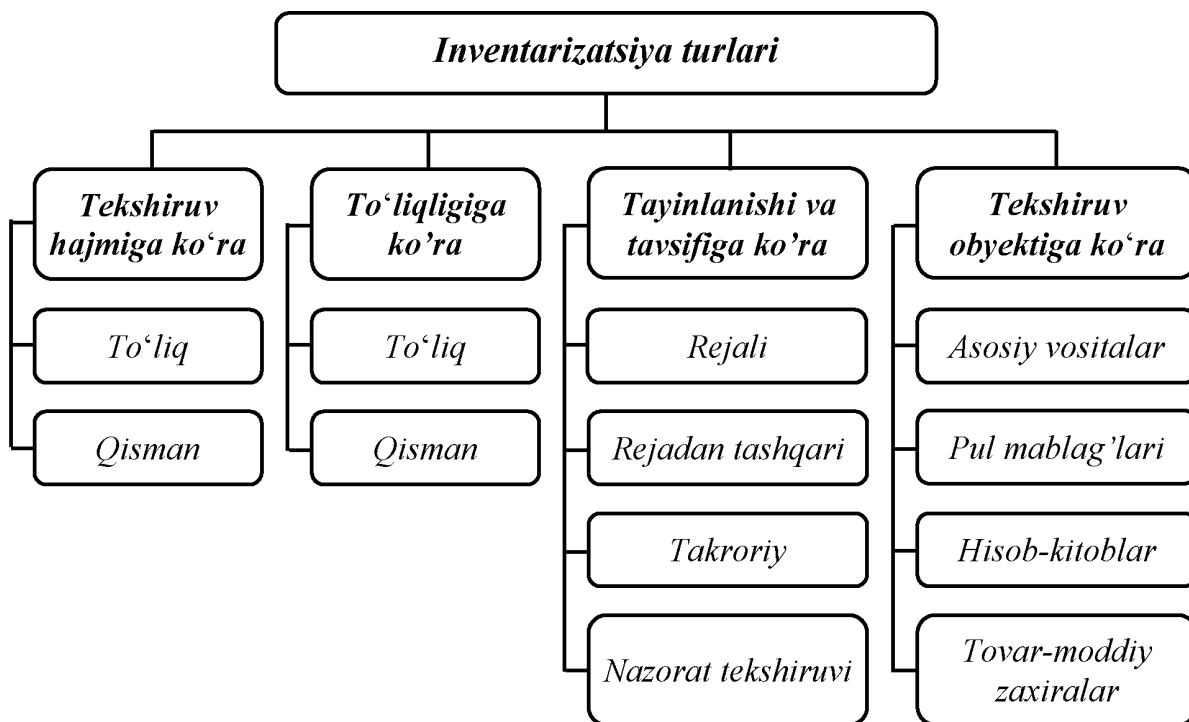 Inventarizatsiya turlari
Tekshiruv
hajmiga ko‘ra
To‘liq
Qisman
To‘liqligiga
ko’ra
To‘liq
Qisman
Tayinlanishi va
tavsifiga ko’ra
Rejali
Rejadan tashqari
Takroriy
Nazorat tekshiruvi
Tekshiruv
obyektiga ko‘ra
Asosiy vositalar
Pul mablag’lari
Hisob-kitoblar
Tovar-moddiy
zaxiralar